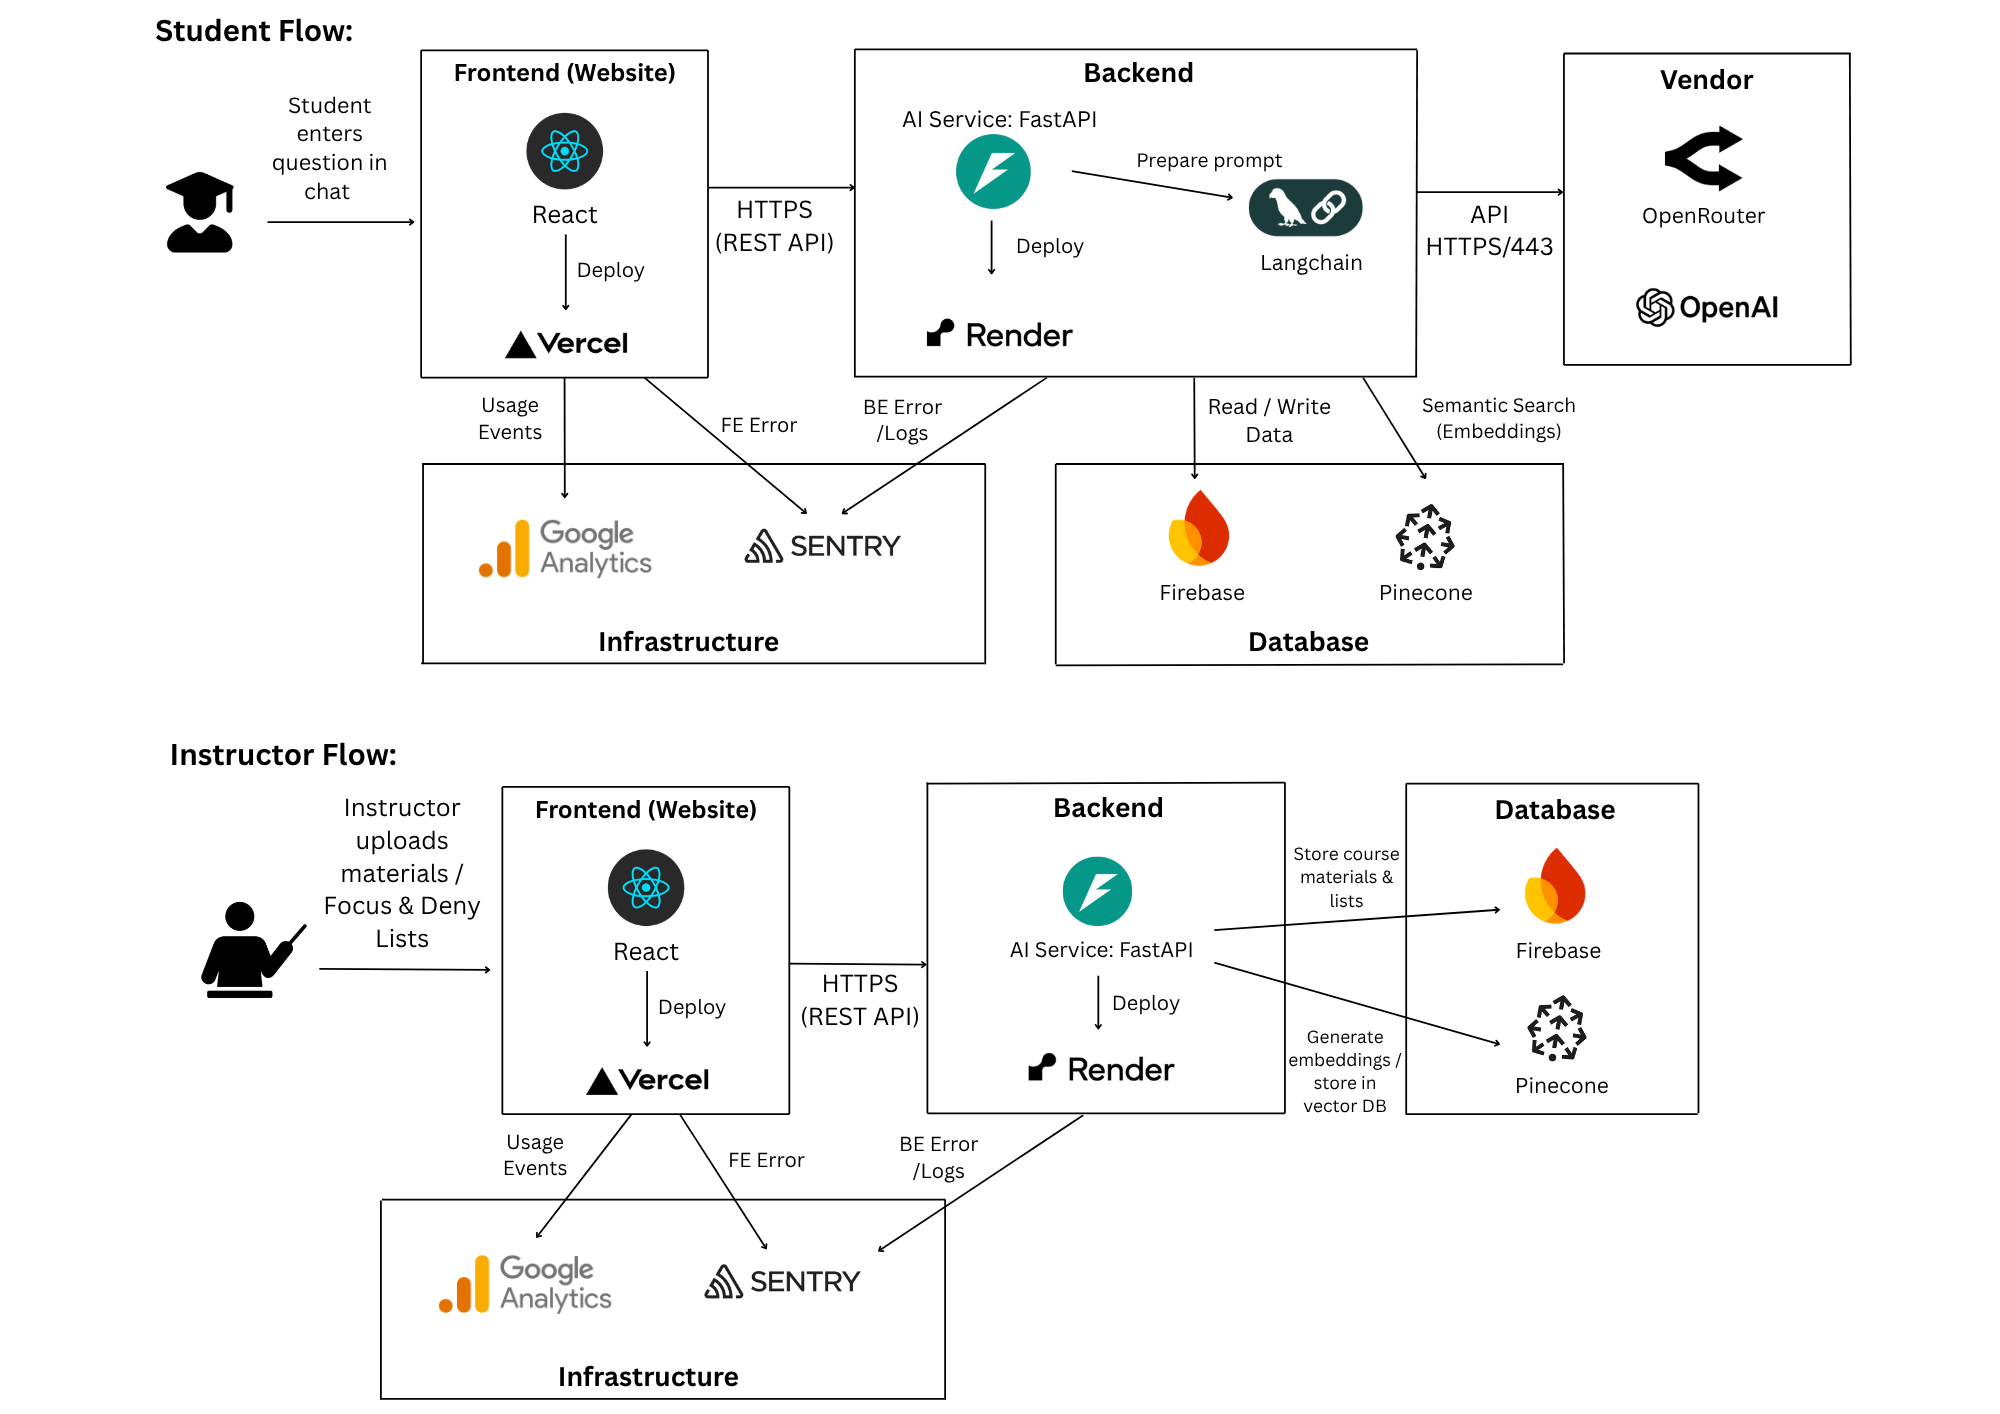 Student Flow:
Student
enters
question in
chat
Frontend (Website)
React
Deploy
Vercel
HTTPS
(REST API)
Backend
AI Service: FastAPI
Prepare prompt
Langchain
Deploy
Render
API
HTTPS/443
Vendor
OpenRouter
OpenAI
Usage
Events
FE Error
BE Error
/Logs
Read / Write
Data
Semantic Search
(Embeddings)
Google
Analytics
SENTRY
Infrastructure
Firebase
Pinecone
Database
Instructor Flow:
Instructor
uploads
materials /
Focus & Deny
Lists
Frontend (Website)
React
Deploy
Vercel
HTTPS
(REST API)
Backend
AI Service: FastAPI
Deploy
Render
Store course
materials &
lists
Generate
embeddings /
store in
vector DB
Database
Firebase
Pinecone
Usage
Events
FE Error
BE Error
/Logs
Google
Analytics
SENTRY
Infrastructure